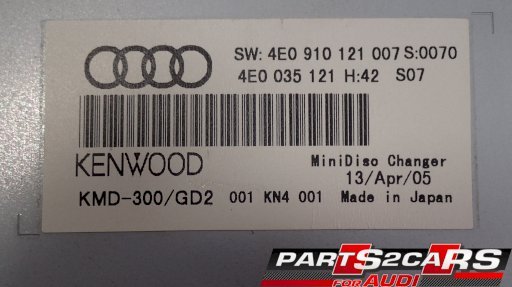 SW: 4E0 910 121 007 S:0070
4E0 035 121 H:42 S07
KENWOOD
MiniDisc Changer
13/Apr/05
KMD-300/GD2 001 KN4 001 Made in Japan
PARTS2CARS
FOR AUDI